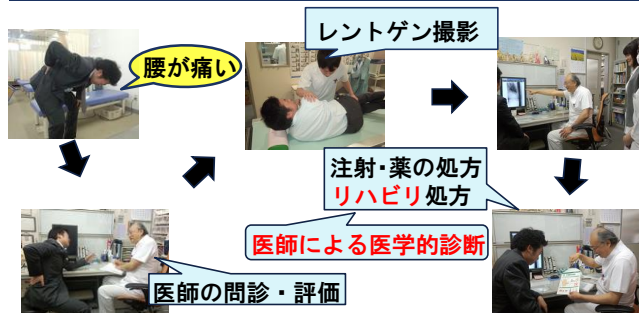 腰が痛い
レントゲン撮影
注射・薬の処方
リハビリ処方
医師による医学的診断
医師の問診・評価